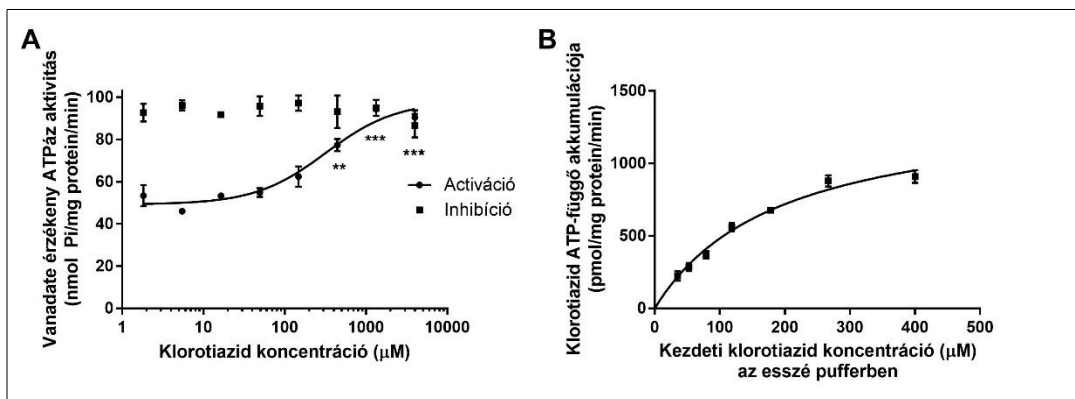 A
Vanadate érzékeny ATPáz aktivitás
(nmol Pi/mg protein/min)
100
80
60
40
20
0
** *** ***
Activáció
Inhibíció
1 10 100 1000 10000
Klorotiazid koncentráció (μM)
B
Klorotiazid ATP-függő akkumulációja
(pmol/mg protein/min)
1500
1000
500
0
0 100 200 300 400 500
Kezdeti klorotiazid koncentráció (μM)
az esszé pufferben